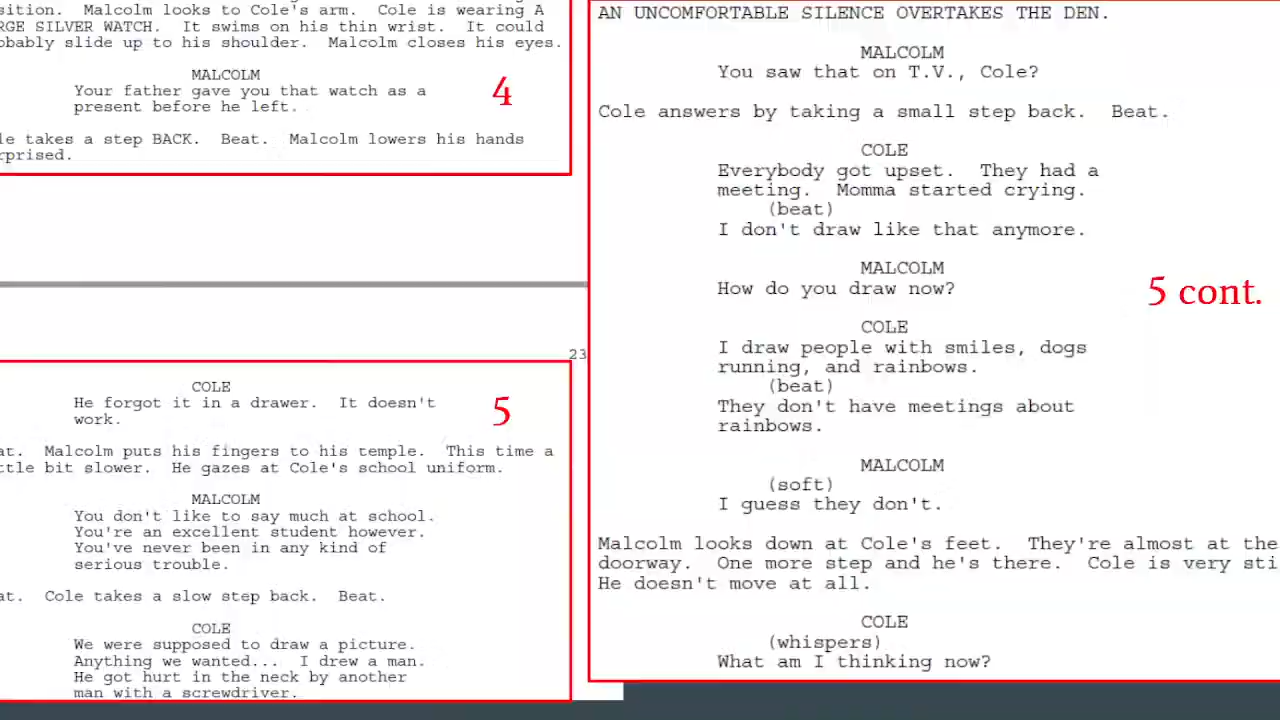 sition.  Malcolm looks to Cole's arm.  Cole is wearing A
RGE SILVER WATCH.  It swims on his thin wrist.  It could
obably slide up to his shoulder.  Malcolm closes his eyes.
MALCOLM
Your father gave you that watch as a
present before he left.
4
le takes a step BACK.  Beat.  Malcolm lowers his hands
rprised.
23
COLE
He forgot it in a drawer.  It doesn't
work.
5
at.  Malcolm puts his fingers to his temple.  This time a
ttle bit slower.  He gazes at Cole's school uniform.
MALCOLM
You don't like to say much at school.
You're an excellent student however.
You've never been in any kind of
serious trouble.
at.  Cole takes a slow step back.  Beat.
COLE
We were supposed to draw a picture.
Anything we wanted...  I drew a man.
He got hurt in the neck by another
man with a screwdriver.
AN UNCOMFORTABLE SILENCE OVERTAKES THE DEN.
MALCOLM
You saw that on T.V., Cole?
Cole answers by taking a small step back.  Beat.
COLE
Everybody got upset.  They had a
meeting.  Momma started crying.
(beat)
I don't draw like that anymore.
MALCOLM
How do you draw now?
5 cont.
COLE
I draw people with smiles, dogs
running, and rainbows.
(beat)
They don't have meetings about
rainbows.
MALCOLM
(soft)
I guess they don't.
Malcolm looks down at Cole's feet.  They're almost at the
doorway.  One more step and he's there.  Cole is very sti
He doesn't move at all.
COLE
(whispers)
What am I thinking now?